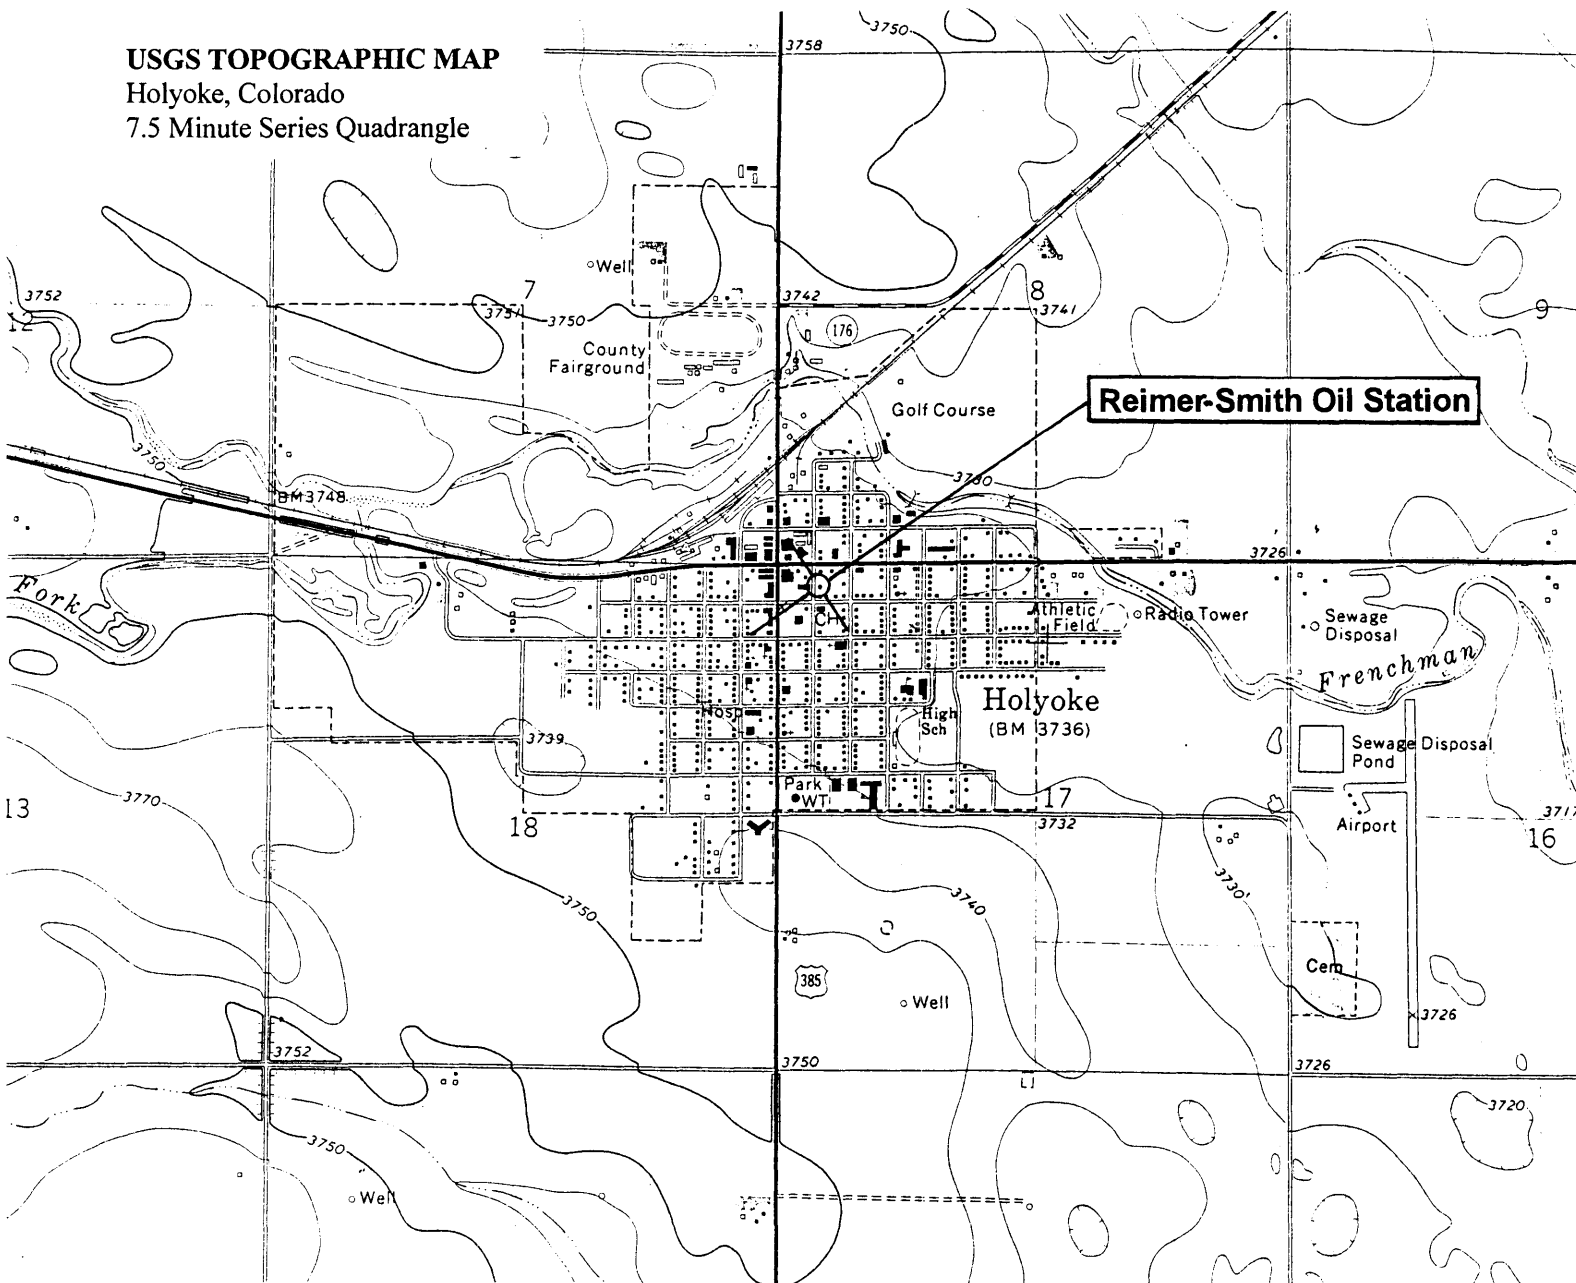 3758
3750
USGS TOPOGRAPHIC MAP
Holyoke, Colorado
7.5 Minute Series Quadrangle
Well
7
3752
3742
8
3741
12
3751
3750
176
9
County
Fairground
Golf Course
Reimer-Smith Oil Station
3750
3730
BM3748
3726
Fork
Athletic
Field
Radio Tower
CH
Sewage
Disposal
Frenchman
Holyoke
(BM 3736)
Hosp
High
Sch
3739
Sewage Disposal
Pond
Park
WT
3770
13
18
17
3732
Airport
3717
16
3750
3740
3730
385
Well
Cem
3726
3752
3750
3726
3720
3750
Well